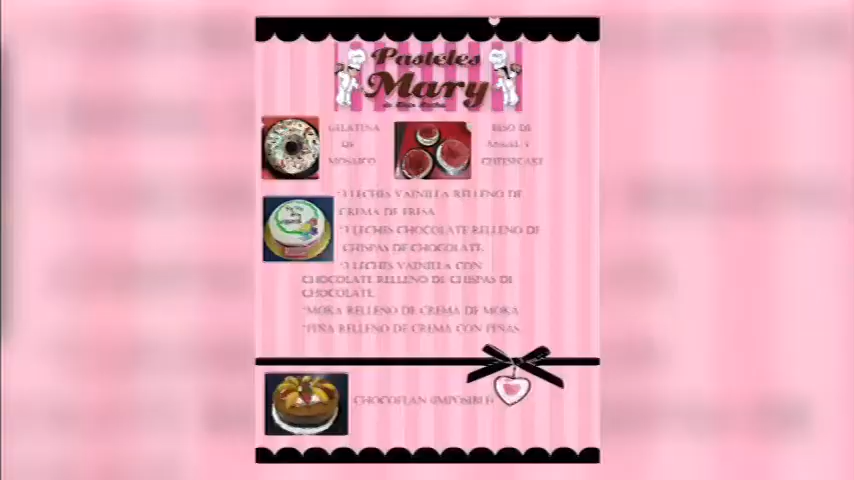 Pasteles
Mary
GELATINA
DE
MOSAICO
BESO DE
ANGEL Y
CHEESECAKE
*3 LECHES VAINILLA RELLENO DE
CREMA DE FRESA
*3 LECHES CHOCOLATE RELLENO DE
CHISPAS DE CHOCOLATE
*3 LECHES VAINILLA CON
CHOCOLATE RELLENO DE CHISPAS DE
CHOCOLATE
*MOKA RELLENO DE CREMA DE MOKA
*PIÑA RELLENO DE CREMA CON PIÑAS
CHOCOFLAN (IMPOSIBLE)